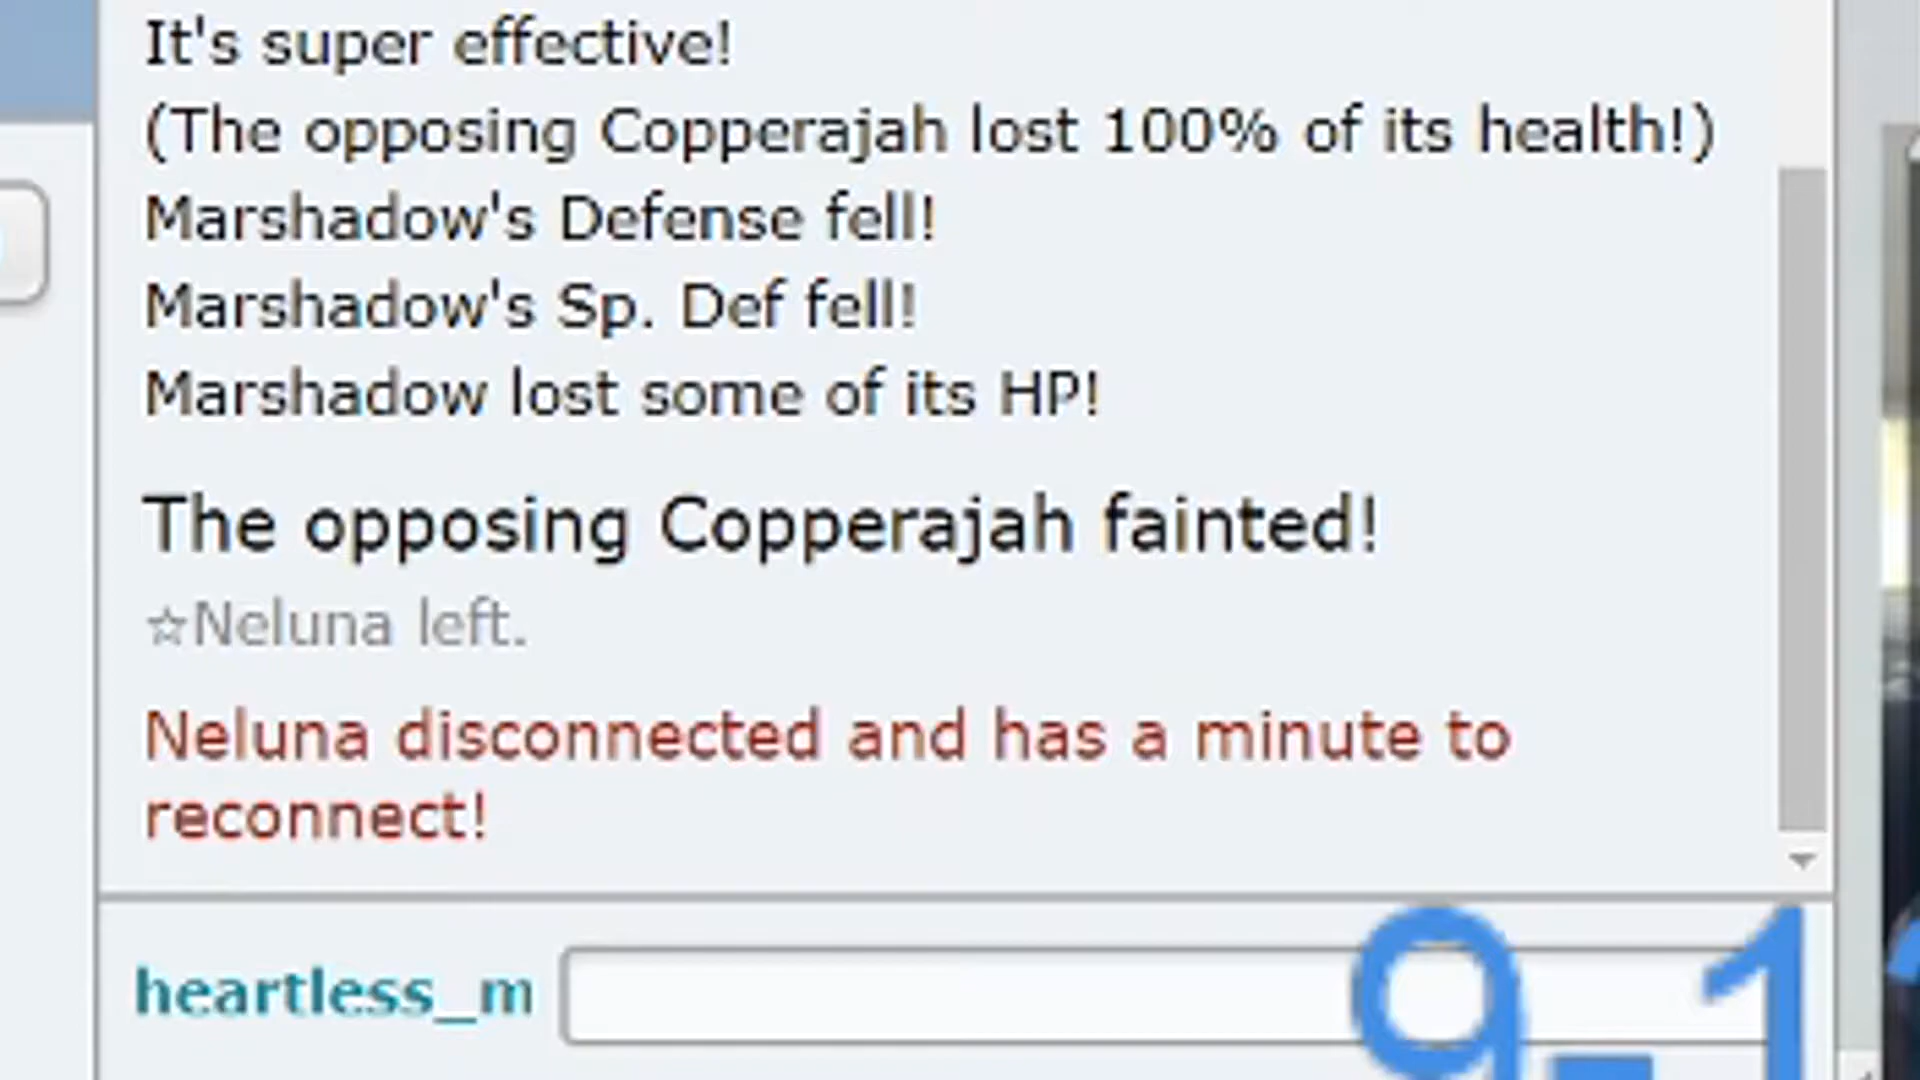 It's super effective!
(The opposing Copperajah lost 100% of its health!)
Marshadow's Defense fell!
Marshadow's Sp. Def fell!
Marshadow lost some of its HP!
The opposing Copperajah fainted!
☆Neluna left.
Neluna disconnected and has a minute to
reconnect!
heartless_m
9-1